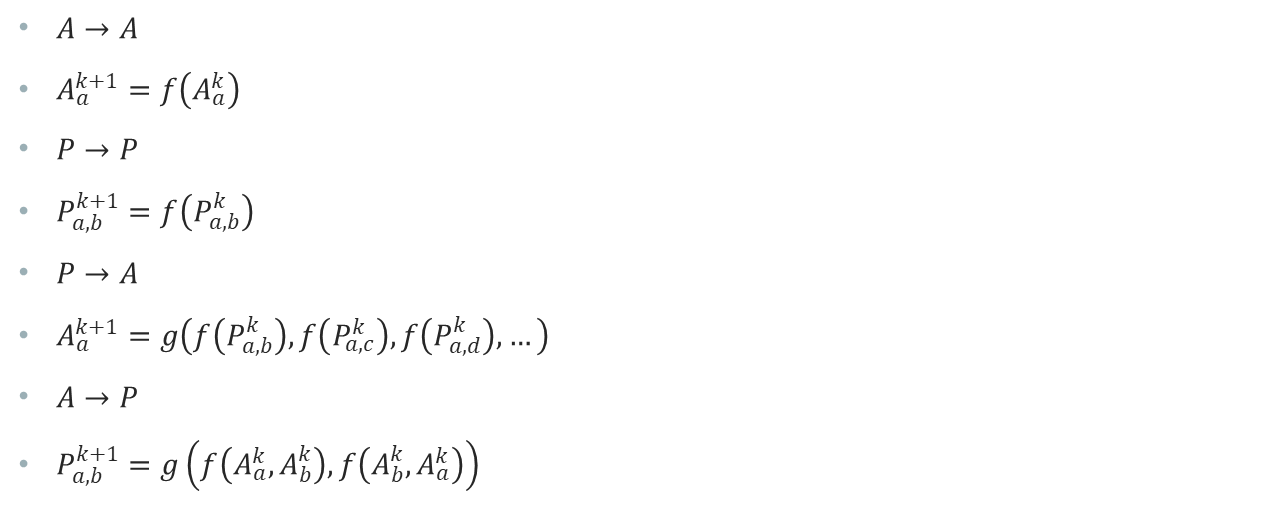 • A → A
• A_a^{k+1} = f(A_a^k)
• P → P
• P_{a,b}^{k+1} = f(P_{a,b}^k)
• P → A
• A_a^{k+1} = g(f(P_{a,b}^k), f(P_{a,c}^k), f(P_{a,d}^k), …)
• A → P
• P_{a,b}^{k+1} = g(f(A_a^k, A_b^k), f(A_b^k, A_a^k))